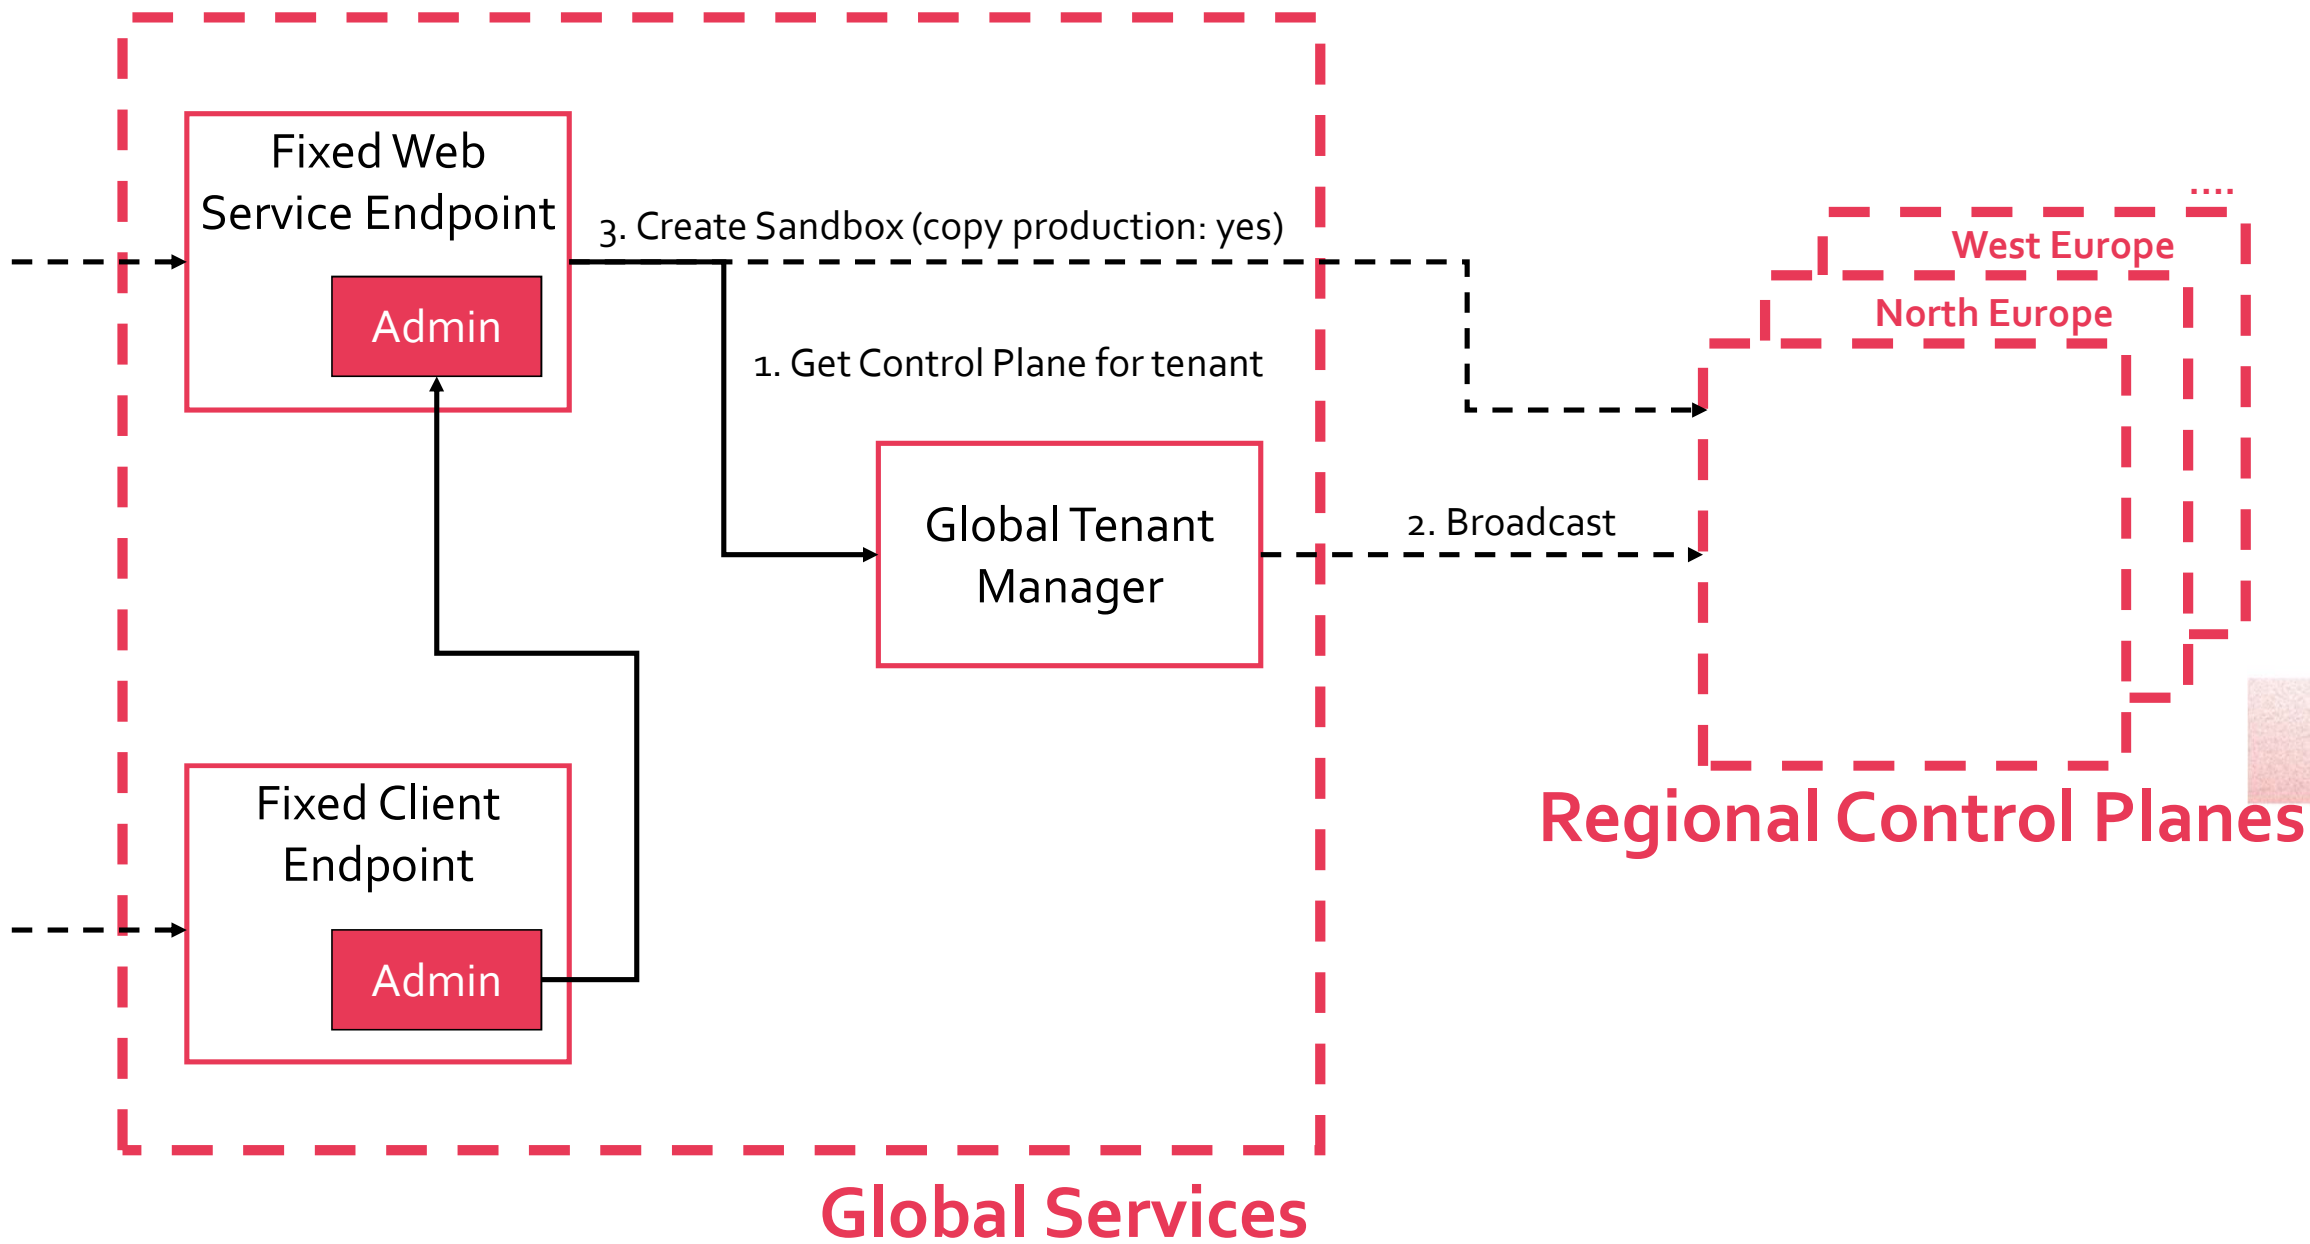 Fixed Web
Service Endpoint
Admin
3. Create Sandbox (copy production: yes)
1. Get Control Plane for tenant
Global Tenant
Manager
2. Broadcast
....
West Europe
North Europe
Regional Control Planes
Fixed Client
Endpoint
Admin
Global Services